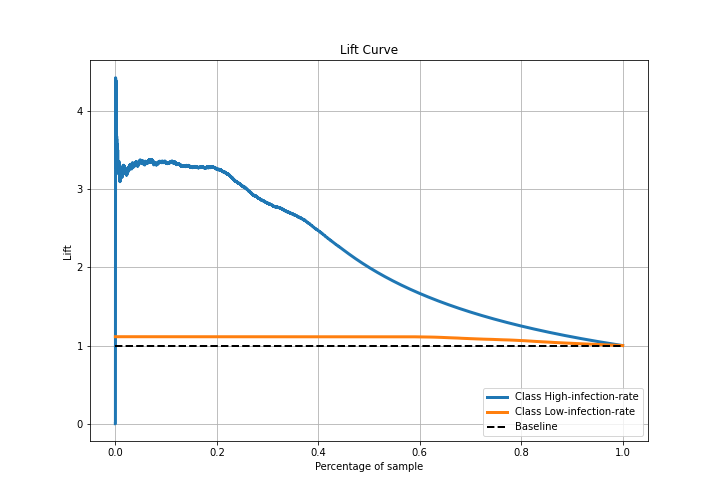 Lift Curve
4
3
2
1
0
Lift
0.0 0.2 0.4 0.6 0.8 1.0
Percentage of sample
Class High-infection-rate
Class Low-infection-rate
Baseline